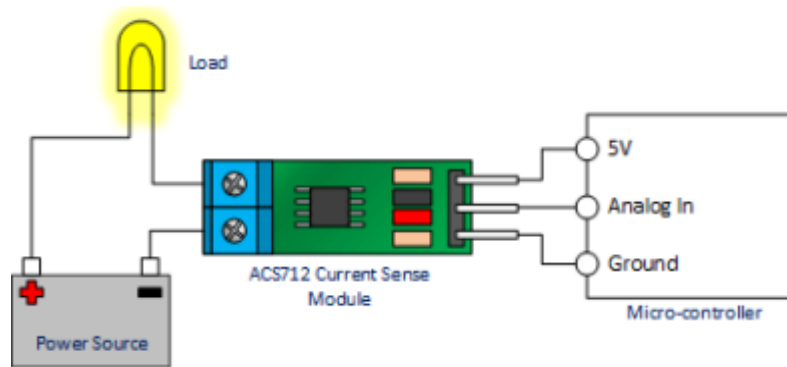 Load
5V
Analog In
Ground
ACS712 Current Sense
Module
Micro-controller
Power Source